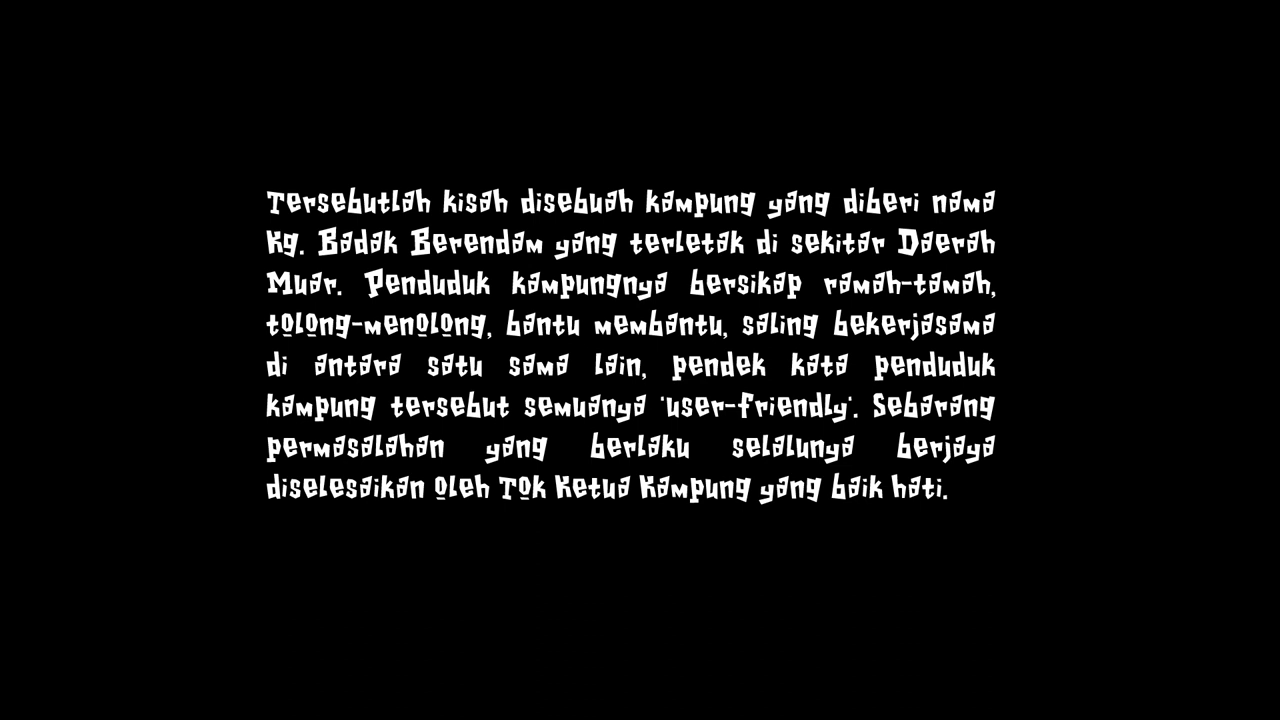 Tersebutlah kisah disebuah kampung yang diberi nama
Kg. Badak Berendam yang terletak di sekitar Daerah
Muar. Penduduk kampungnya bersikap ramah-tamah,
tolong-menolong, bantu membantu, saling bekerjasama
di antara satu sama lain, pendek kata penduduk
kampung tersebut semuanya 'user-friendly'. Sebarang
permasalahan yang berlaku selalunya berjaya
diselesaikan oleh Tok Ketua Kampung yang baik hati.